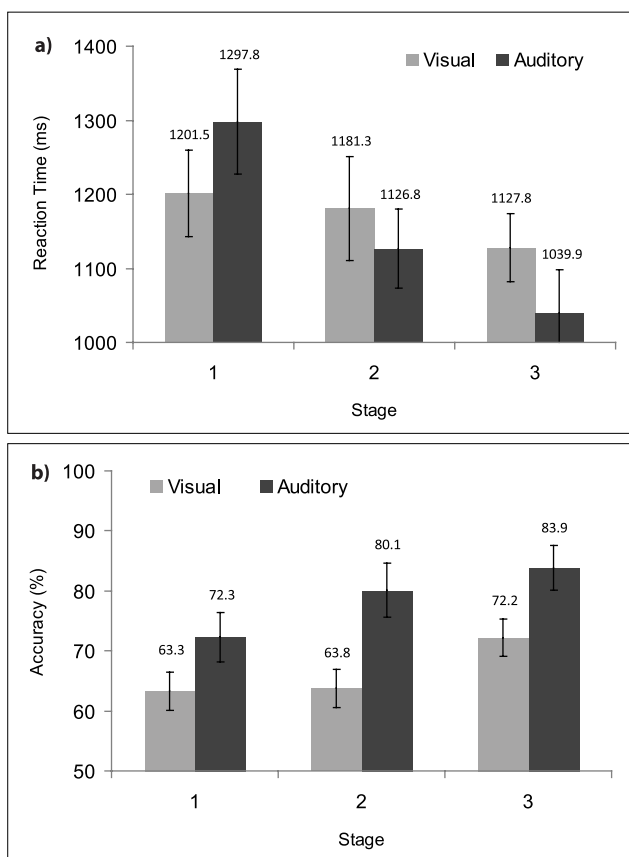 a)
1400
1300
1200
1100
1000
Reaction Time (ms)
Visual Auditory
1201.5
1297.8
1181.3
1126.8
1127.8
1039.9
1 2 3
Stage
b)
100
90
80
70
60
50
Accuracy (%)
Visual Auditory
63.3
72.3
63.8
80.1
72.2
83.9
1 2 3
Stage